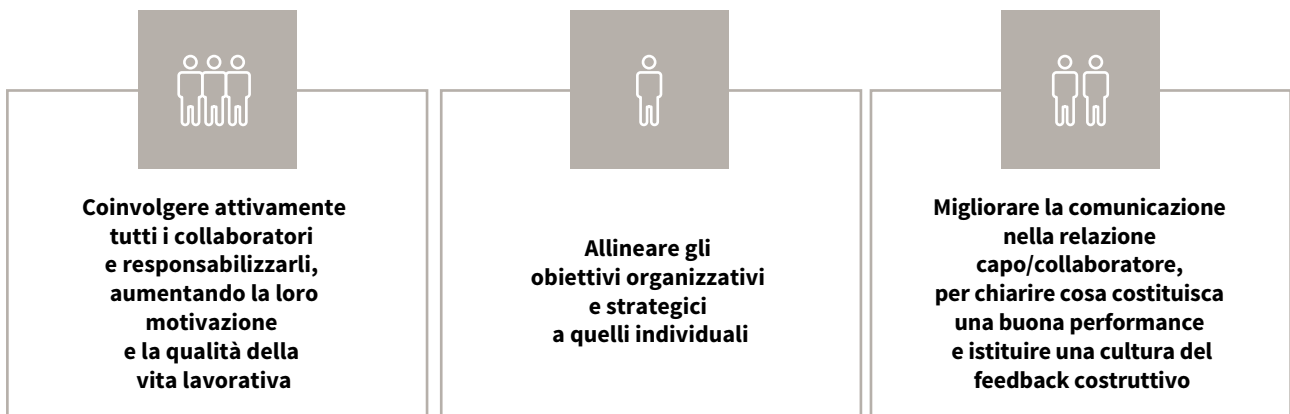 Coinvolgere attivamente
tutti i collaboratori
e responsabilizzarli,
aumentando la loro
motivazione
e la qualità della
vita lavorativa
Allineare gli
obiettivi organizzativi
e strategici
a quelli individuali
Migliorare la comunicazione
nella relazione
capo/collaboratore,
per chiarire cosa costituisca
una buona performance
e istituire una cultura del
feedback costruttivo